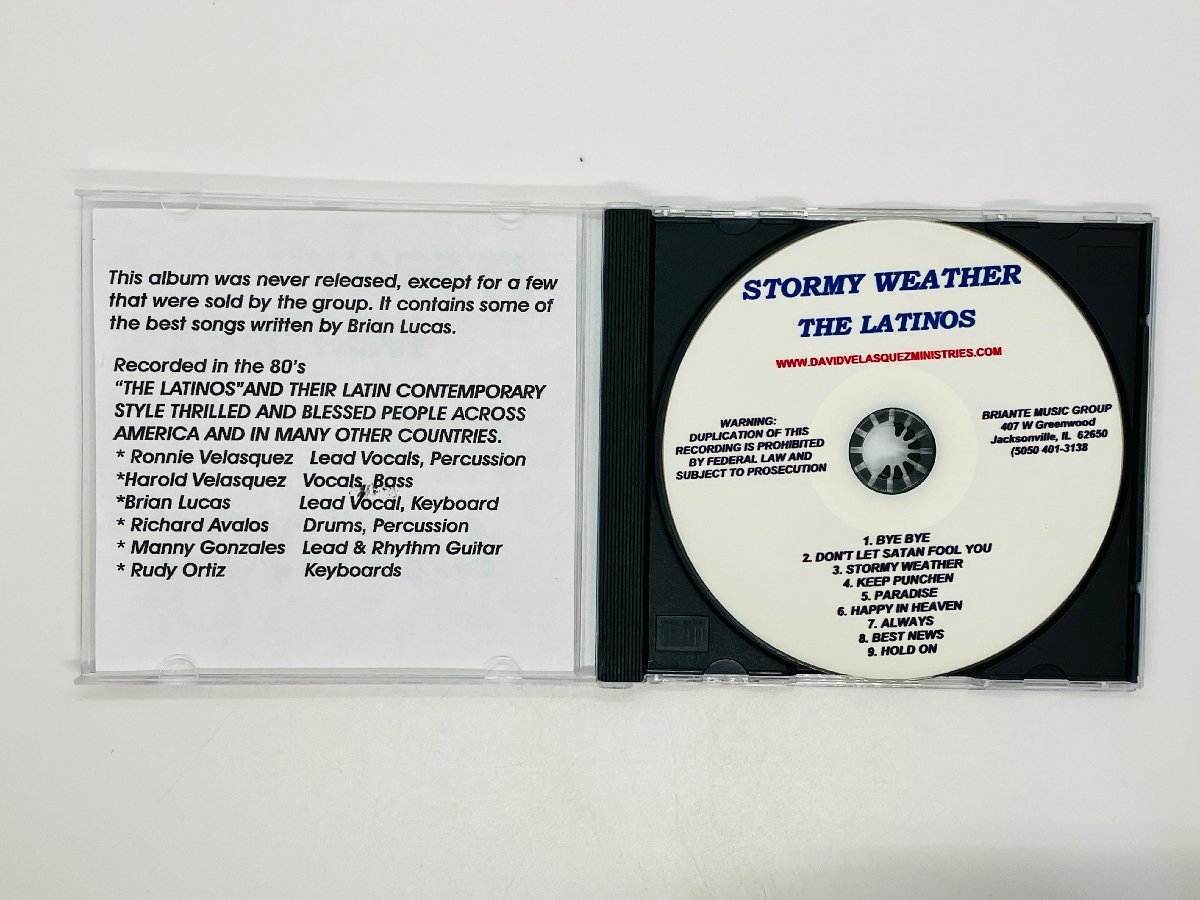 This album was never released, except for a few
that were sold by the group. It contains some of
the best songs written by Brian Lucas.
Recorded in the 80's
"THE LATINOS"AND THEIR LATIN CONTEMPORARY
STYLE THRILLED AND BLESSED PEOPLE ACROSS
AMERICA AND IN MANY OTHER COUNTRIES.
* Ronnie Velasquez Lead Vocals, Percussion
*Harold Velasquez Vocals, Bass
*Brian Lucas Lead Vocal, Keyboard
* Richard Avalos Drums, Percussion
* Manny Gonzales Lead & Rhythm Guitar
* Rudy Ortiz Keyboards
STORMY WEATHER
THE LATINOS
WWW.DAVIDVELASQUEZMINISTRIES.COM
WARNING:
DUPLICATION OF THIS
RECORDING IS PROHIBITED
BY FEDERAL LAW AND
SUBJECT TO PROSECUTION
BRIANTE MUSIC GROUP
407 W Greenwood
Jacksonville, IL 62650
(5050 401-3138
1. BYE BYE
2. DON'T LET SATAN FOOL YOU
3. STORMY WEATHER
4. KEEP PUNCHEN
5. PARADISE
6. HAPPY IN HEAVEN
7. ALWAYS
8. BEST NEWS
9. HOLD ON